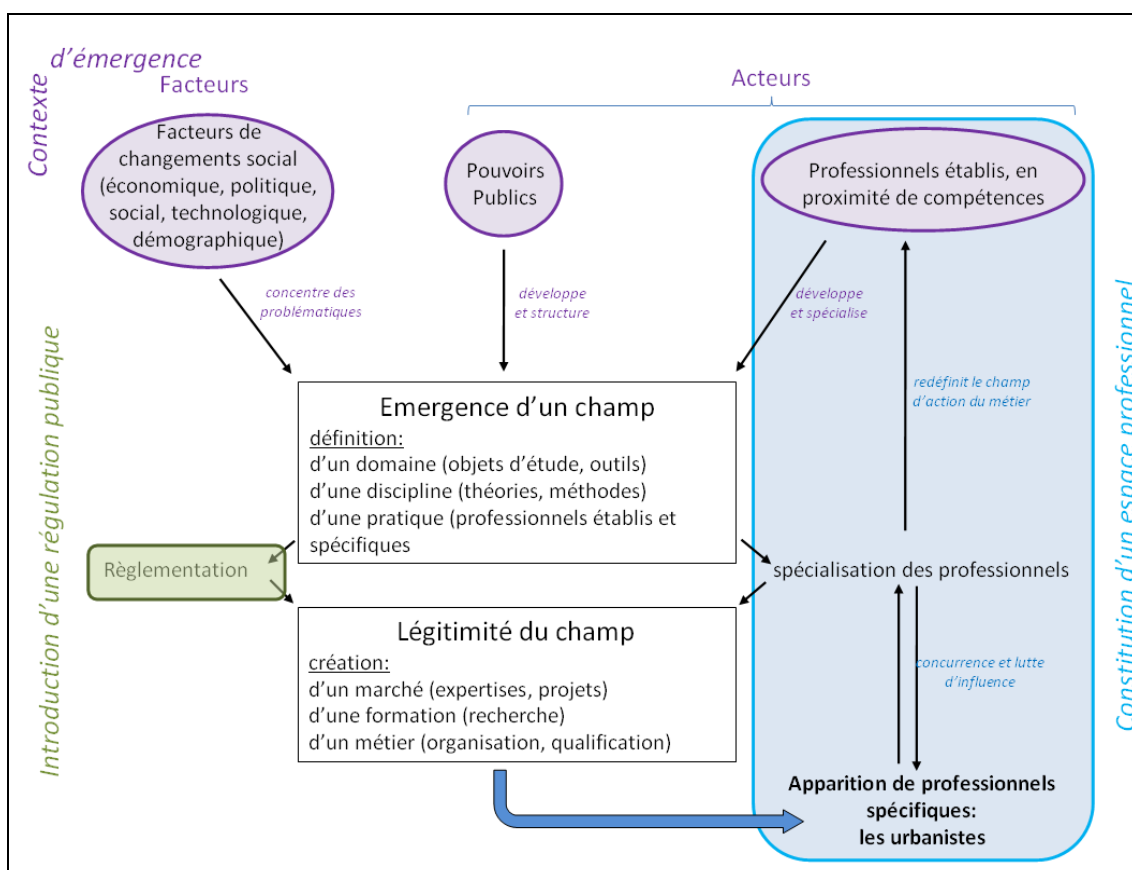 Contexte
d'émergence
Facteurs
Acteurs
Facteurs de
changements social
(économique, politique,
social, technologique,
démographique)
Pouvoirs
Publics
Professionnels établis, en
proximité de compétences
concentre des
problématiques
développe
et structure
développe
et spécialise
Introduction d'une régulation publique
Constitution d'un espace professionnel
redéfinit le champ
d'action du métier
Emergence d'un champ
définition:
d'un domaine (objets d'étude, outils)
d'une discipline (théories, méthodes)
d'une pratique (professionnels établis et
spécifiques
Règlementation
spécialisation des professionnels
Légitimité du champ
création:
d'un marché (expertises, projets)
d'une formation (recherche)
d'un métier (organisation, qualification)
concurrence et lutte
d'influence
Apparition de professionnels
spécifiques:
les urbanistes